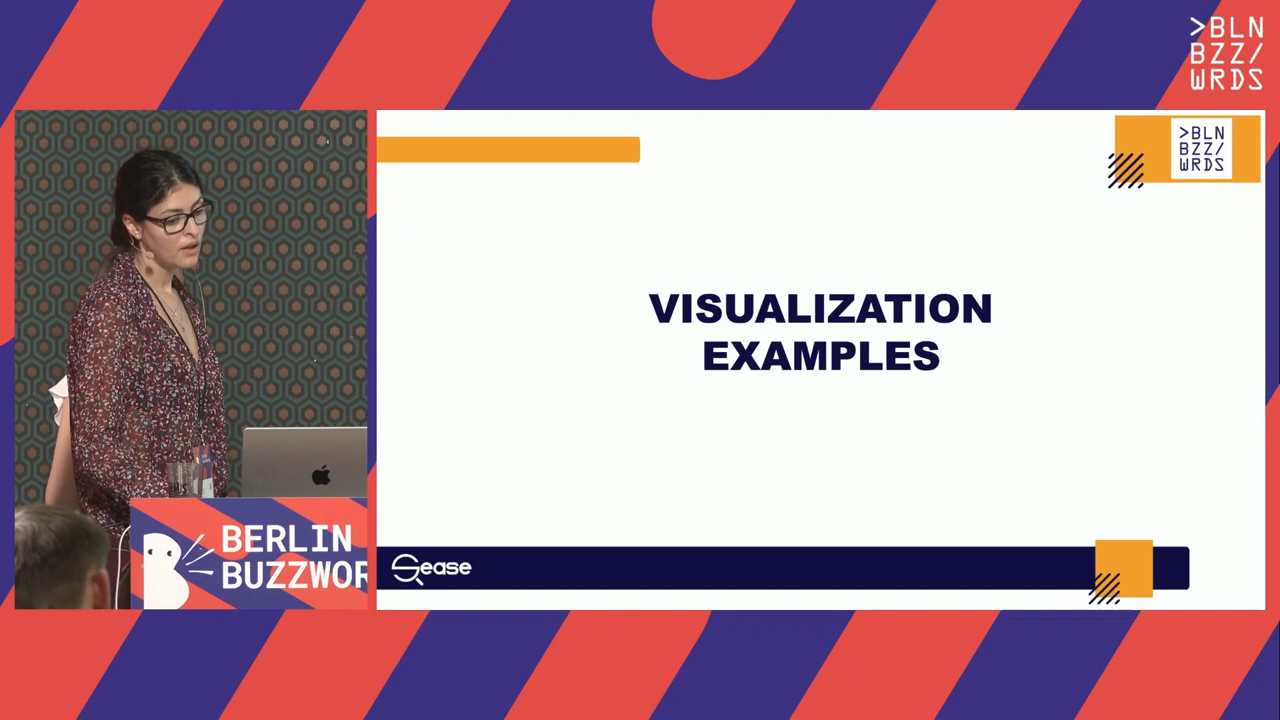 >BLN
BZZ/
WRDS
>BLN
BZZ/
WRDS
VISUALIZATION
EXAMPLES
Sease
BERLIN
BUZZWOR